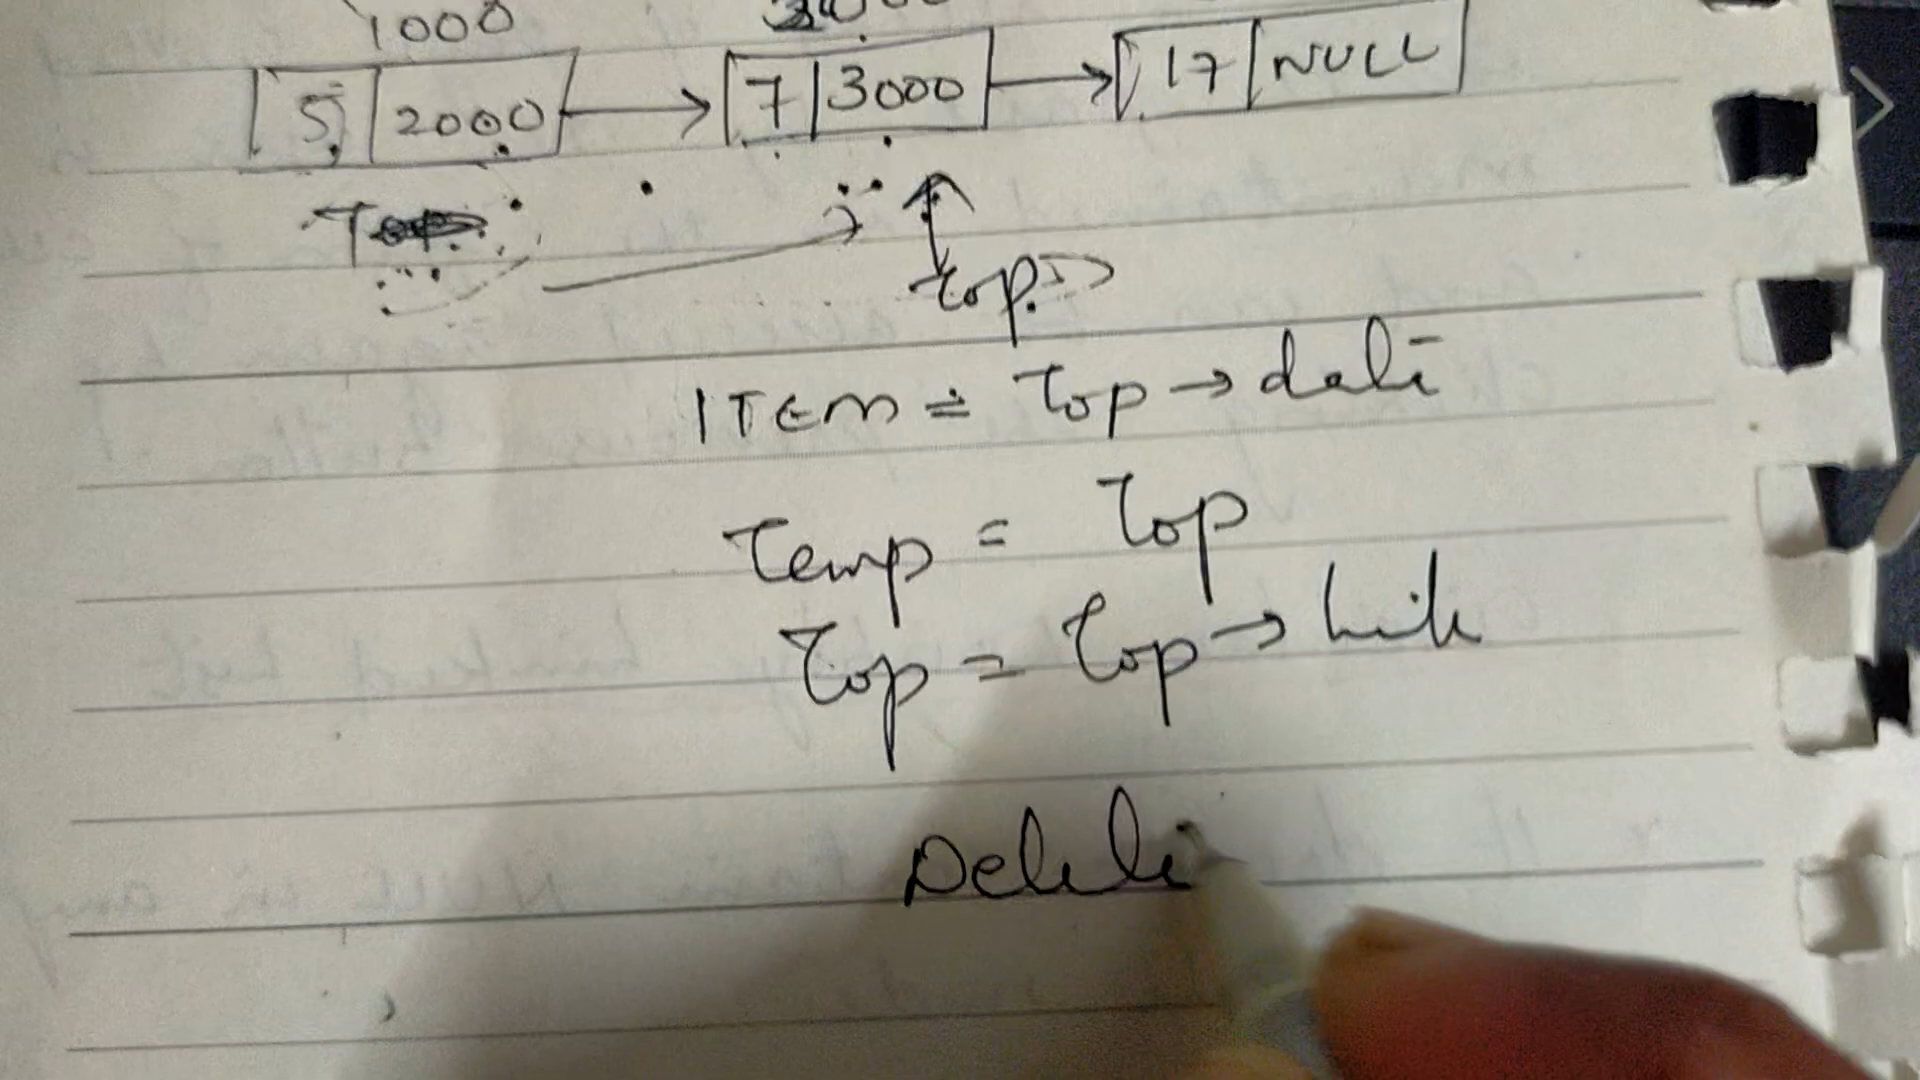 1000
5 2000 → 7 3000 → 17 NULL
Top
top
ITEM = Top → data
Temp = Top
Top = Top → link
Delete